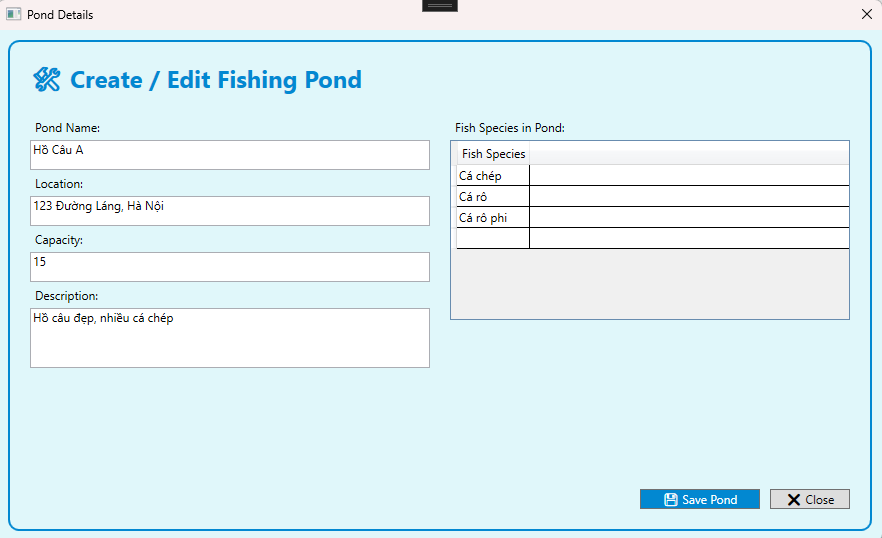 Pond Details
Create / Edit Fishing Pond
Pond Name:
Hồ Câu A
Location:
123 Đường Láng, Hà Nội
Capacity:
15
Description:
Hồ câu đẹp, nhiều cá chép
Fish Species in Pond:
Fish Species
Cá chép
Cá rô
Cá rô phi
Save Pond
Close